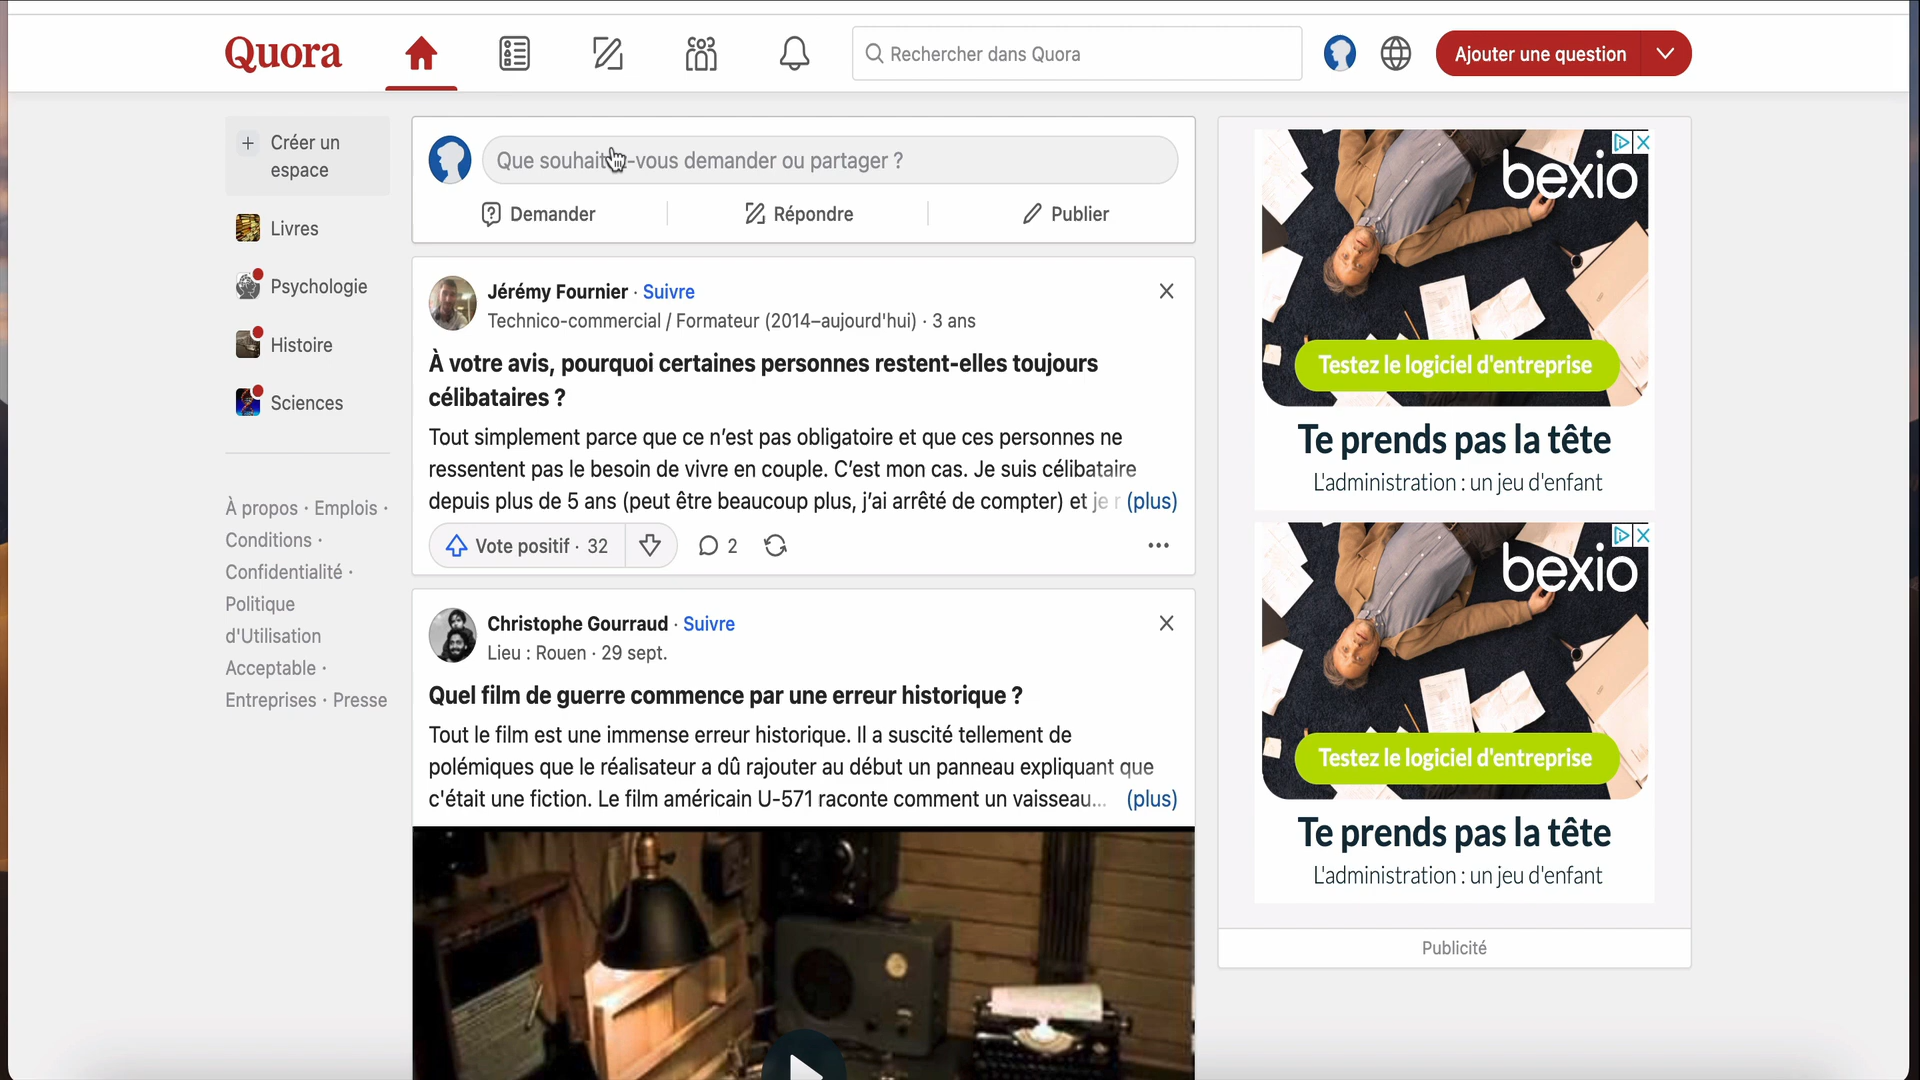 Quora
Rechercher dans Quora
Ajouter une question
Créer un
espace
Livres
Psychologie
Histoire
Sciences
À propos · Emplois ·
Conditions ·
Confidentialité ·
Politique
d'Utilisation
Acceptable ·
Entreprises · Presse
Que souhaitez-vous demander ou partager ?
Demander
Répondre
Publier
Jérémy Fournier · Suivre
Technico-commercial / Formateur (2014–aujourd'hui) · 3 ans
À votre avis, pourquoi certaines personnes restent-elles toujours
célibataires ?
Tout simplement parce que ce n’est pas obligatoire et que ces personnes ne
ressentent pas le besoin de vivre en couple. C’est mon cas. Je suis célibataire
depuis plus de 5 ans (peut être beaucoup plus, j’ai arrêté de compter) et je (plus)
Vote positif · 32
2
Christophe Gourraud · Suivre
Lieu : Rouen · 29 sept.
Quel film de guerre commence par une erreur historique ?
Tout le film est une immense erreur historique. Il a suscité tellement de
polémiques que le réalisateur a dû rajouter au début un panneau expliquant que
c'était une fiction. Le film américain U-571 raconte comment un vaisseau... (plus)
bexio
Testez le logiciel d'entreprise
Te prends pas la tête
L'administration : un jeu d'enfant
bexio
Testez le logiciel d'entreprise
Te prends pas la tête
L'administration : un jeu d'enfant
Publicité